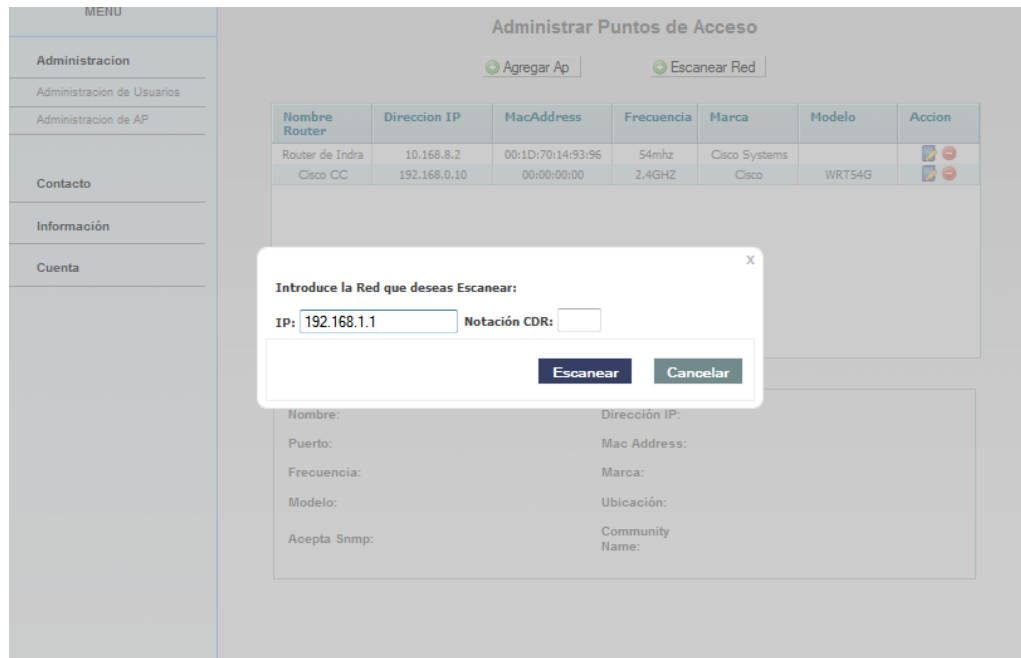 MENU
Administracion
Administracion de Usuarios
Administracion de AP
Contacto
Información
Cuenta
Administrar Puntos de Acceso
Agregar Ap
Escanear Red
Nombre Router Direccion IP MacAddress Frecuencia Marca Modelo Accion
Router de Indra 10.168.8.2 00:1D:70:14:93:96 54mhz Cisco Systems
Cisco CC 192.168.0.10 00:00:00:00 2.4GHZ Cisco WRT54G
x
Introduce la Red que deseas Escanear:
IP: 192.168.1.1 Notación CDR:
Escanear Cancelar
Nombre: Dirección IP:
Puerto: Mac Address:
Frecuencia: Marca:
Modelo: Ubicación:
Acepta Snmp: Community Name: